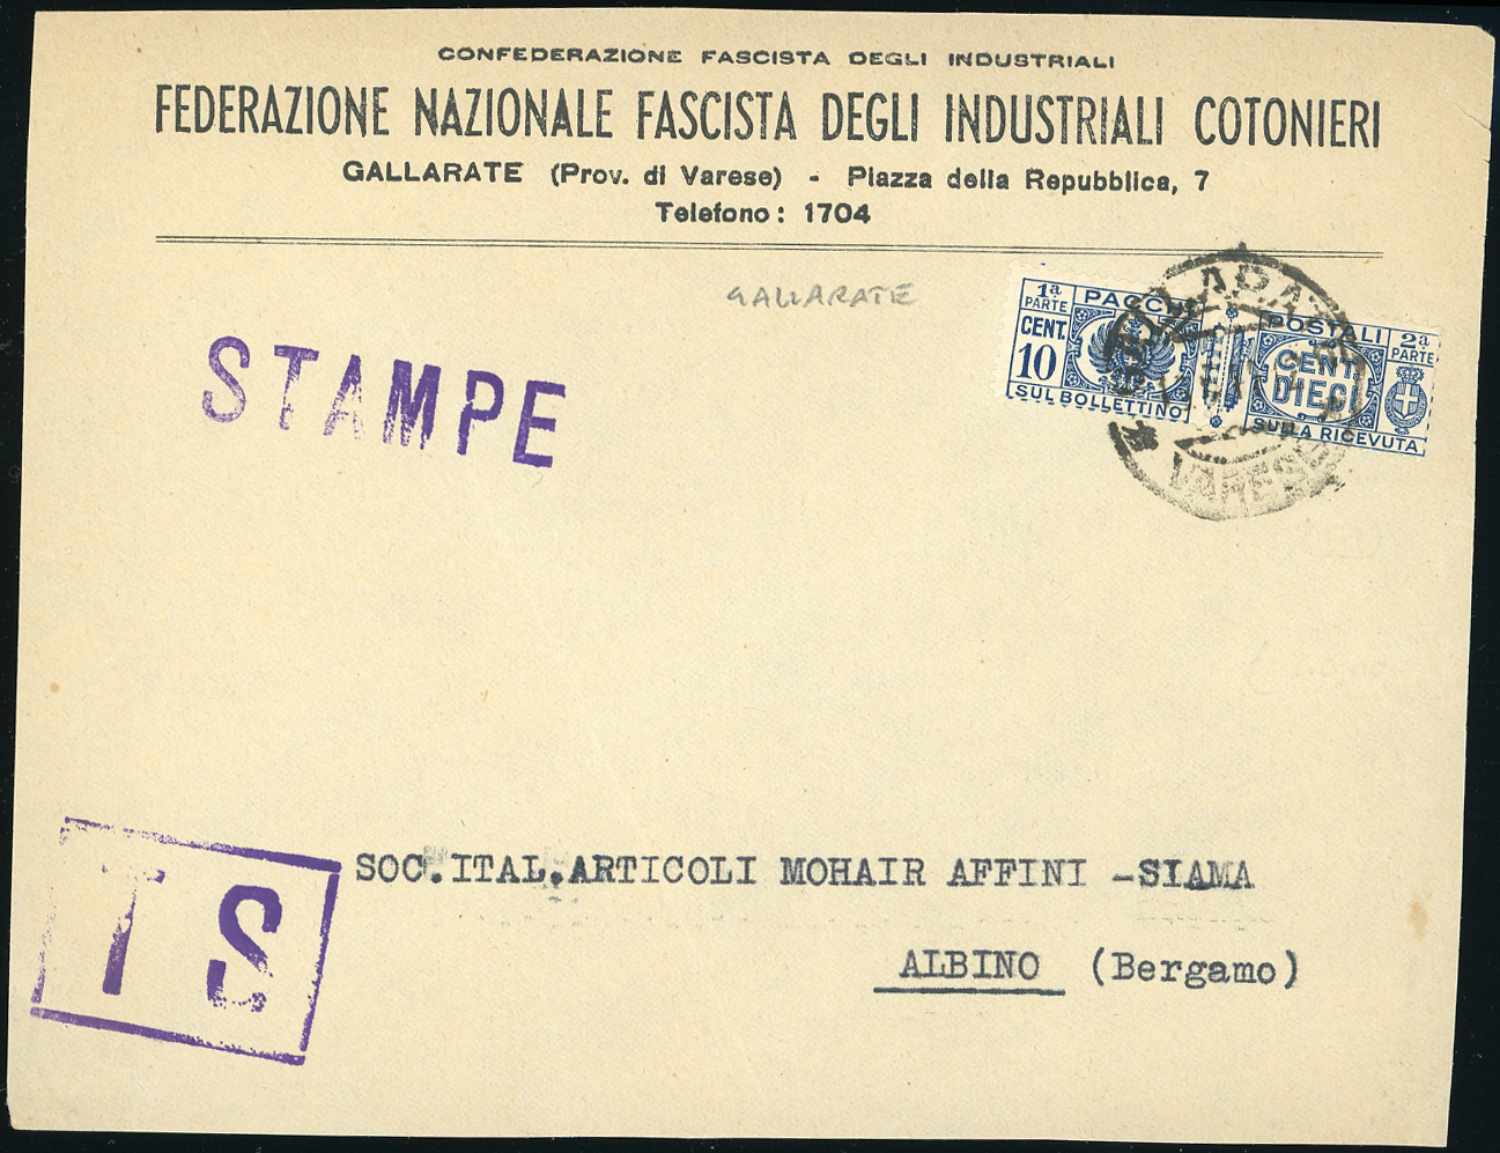 CONFEDERAZIONE FASCISTA DEGLI INDUSTRIALI
FEDERAZIONE NAZIONALE FASCISTA DEGLI INDUSTRIALI COTONIERI
GALLARATE (Prov. di Varese) - Piazza della Repubblica, 7
Telefono: 1704
GALLARATE
STAMPE
1ª PARTE PACCHI POSTALI 2ª PARTE
CENT. 10 CENT. DIECI
SUL BOLLETTINO SULLA RICEVUTA
VARESE
T S
SOC.ITAL.ARTICOLI MOHAIR AFFINI -SIAMA
ALBINO (Bergamo)